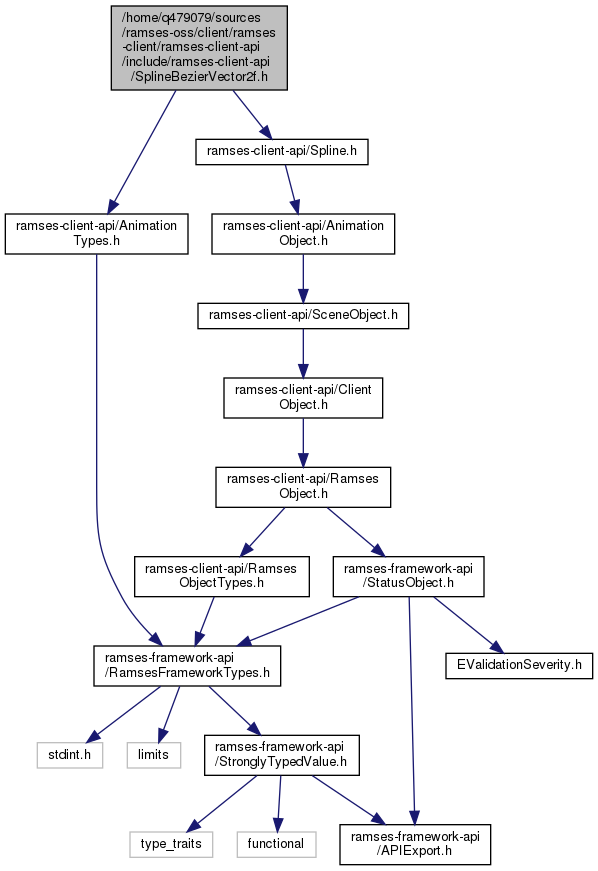 /home/q479079/sources
/ramses-oss/client/ramses
-client/ramses-client-api
/include/ramses-client-api
/SplineBezierVector2f.h
ramses-client-api/Spline.h
ramses-client-api/Animation
Types.h
ramses-client-api/Animation
Object.h
ramses-client-api/SceneObject.h
ramses-client-api/Client
Object.h
ramses-client-api/Ramses
Object.h
ramses-client-api/Ramses
ObjectTypes.h
ramses-framework-api
/StatusObject.h
ramses-framework-api
/RamsesFrameworkTypes.h
EValidationSeverity.h
stdint.h
limits
ramses-framework-api
/StronglyTypedValue.h
type_traits
functional
ramses-framework-api
/APIExport.h